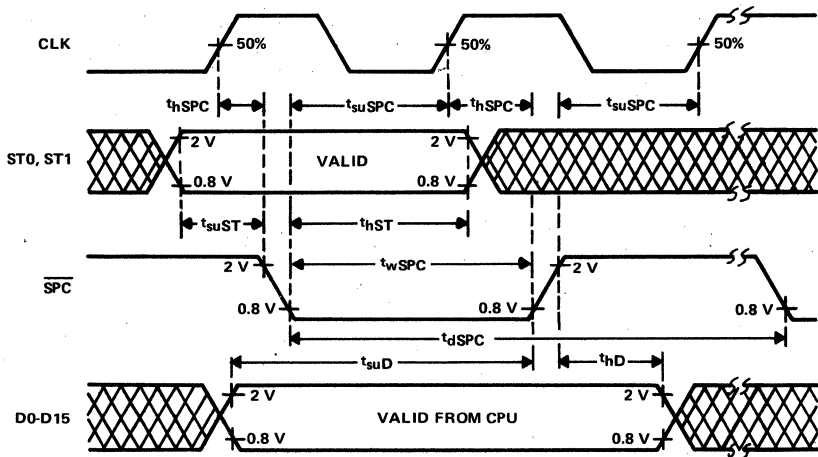 CLK 50% 50% 50%
thSPC tsuSPC thSPC tsuSPC
ST0, ST1 2 V VALID 2 V
0.8 V 0.8 V
tsuST thST
SPC 2 V twSPC 2 V
0.8 V 0.8 V 0.8 V
tdSPC
tsuD thD
D0-D15 2 V VALID FROM CPU 2 V
0.8 V 0.8 V